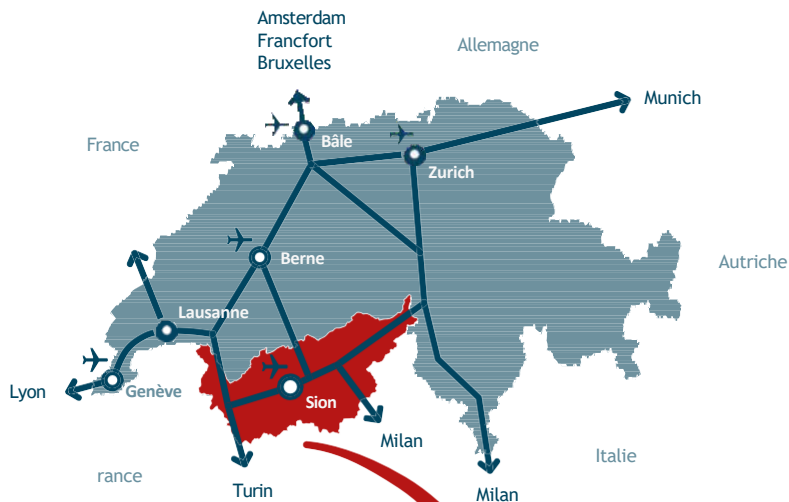 Amsterdam
Francfort
Bruxelles
Allemagne
Munich
France
Bâle
Zurich
Berne
Autriche
Lausanne
Lyon
Genève
Sion
Milan
Italie
rance
Turin
Milan